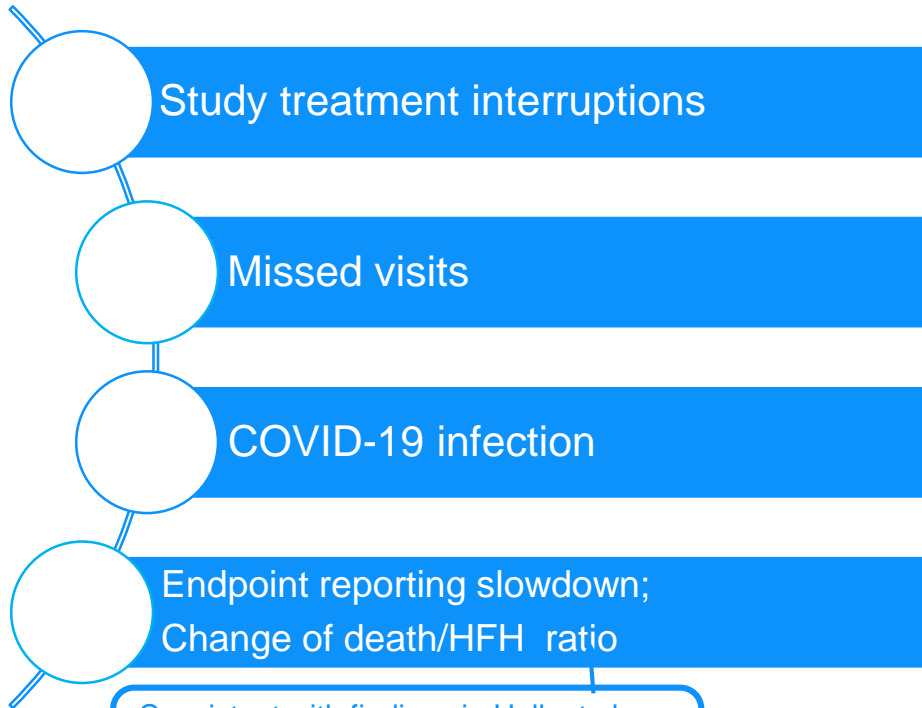 Study treatment interruptions
Missed visits
COVID-19 infection
Endpoint reporting slowdown;
Change of death/HFH ratio